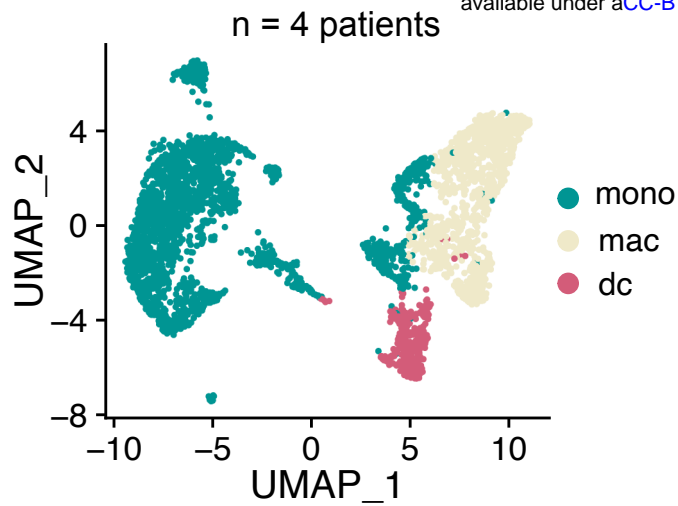 available under aCC-B
n = 4 patients
UMAP_2
4
0
−4
−8
−10 −5 0 5 10
UMAP_1
mono
mac
dc